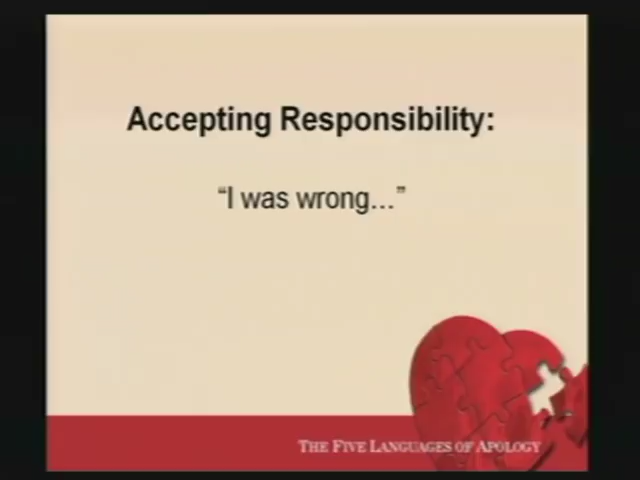 Accepting Responsibility:
“I was wrong...”
THE FIVE LANGUAGES OF APOLOGY